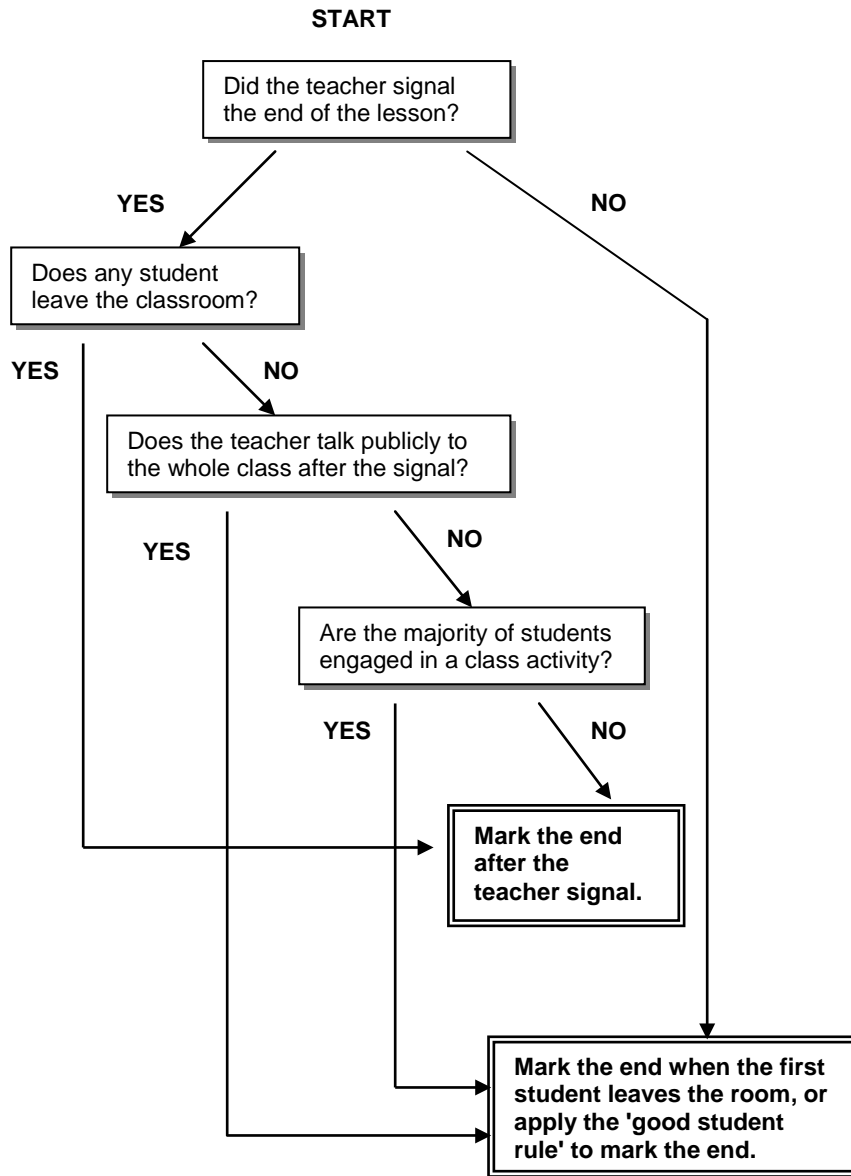 START
Did the teacher signal
the end of the lesson?
YES
NO
Does any student
leave the classroom?
YES
NO
Does the teacher talk publicly to
the whole class after the signal?
YES
NO
Are the majority of students
engaged in a class activity?
YES
NO
Mark the end
after the
teacher signal.
Mark the end when the first
student leaves the room, or
apply the 'good student
rule' to mark the end.